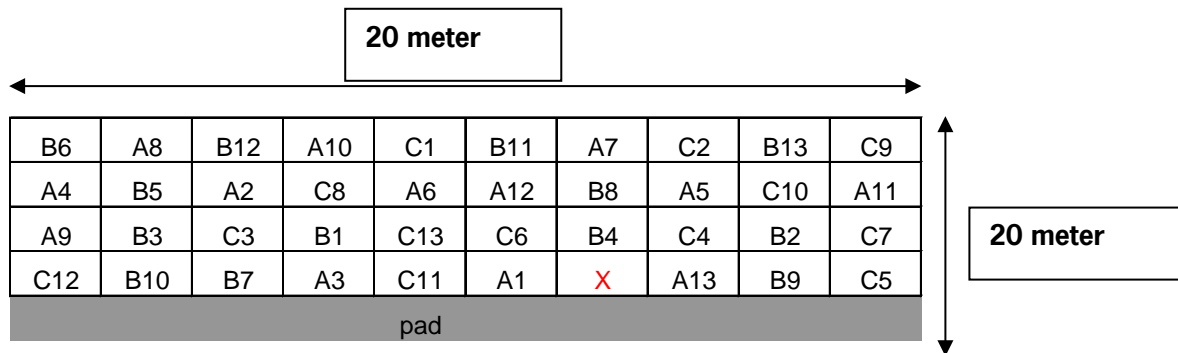 20 meter
B6 A8 B12 A10 C1 B11 A7 C2 B13 C9
A4 B5 A2 C8 A6 A12 B8 A5 C10 A11
A9 B3 C3 B1 C13 C6 B4 C4 B2 C7
20 meter
C12 B10 B7 A3 C11 A1 X A13 B9 C5
pad